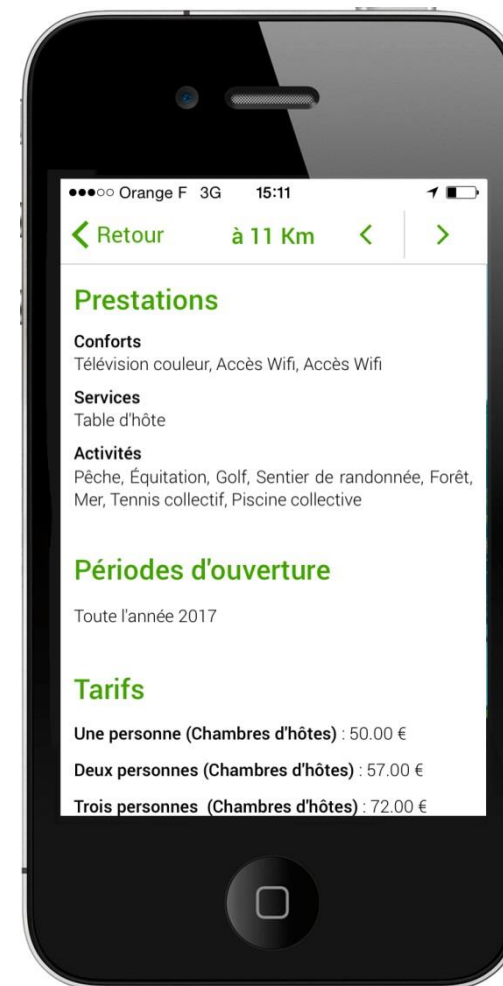 Orange F 3G 15:11
Retour à 11 Km
Prestations
Conforts
Télévision couleur, Accès Wifi, Accès Wifi
Services
Table d'hôte
Activités
Pêche, Équitation, Golf, Sentier de randonnée, Forêt,
Mer, Tennis collectif, Piscine collective
Périodes d'ouverture
Toute l'année 2017
Tarifs
Une personne (Chambres d'hôtes) : 50.00 €
Deux personnes (Chambres d'hôtes) : 57.00 €
Trois personnes (Chambres d'hôtes) : 72.00 €